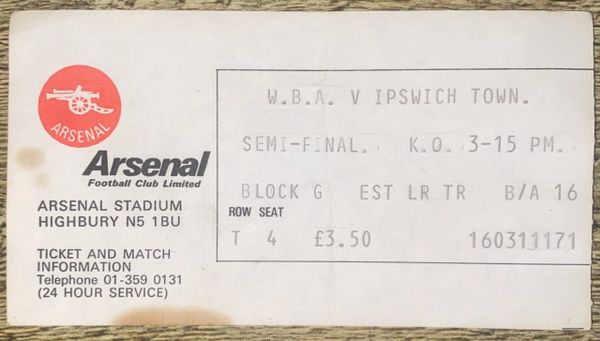 ARSENAL
Arsenal
Football Club Limited
ARSENAL STADIUM
HIGHBURY N5 1BU
TICKET AND MATCH
INFORMATION
Telephone 01-359 0131
(24 HOUR SERVICE)
W.B.A. V IPSWICH TOWN.
SEMI-FINAL. K.O. 3-15 PM.
BLOCK G EST LR TR B/A 16
ROW SEAT
T 4 £3.50 160311171